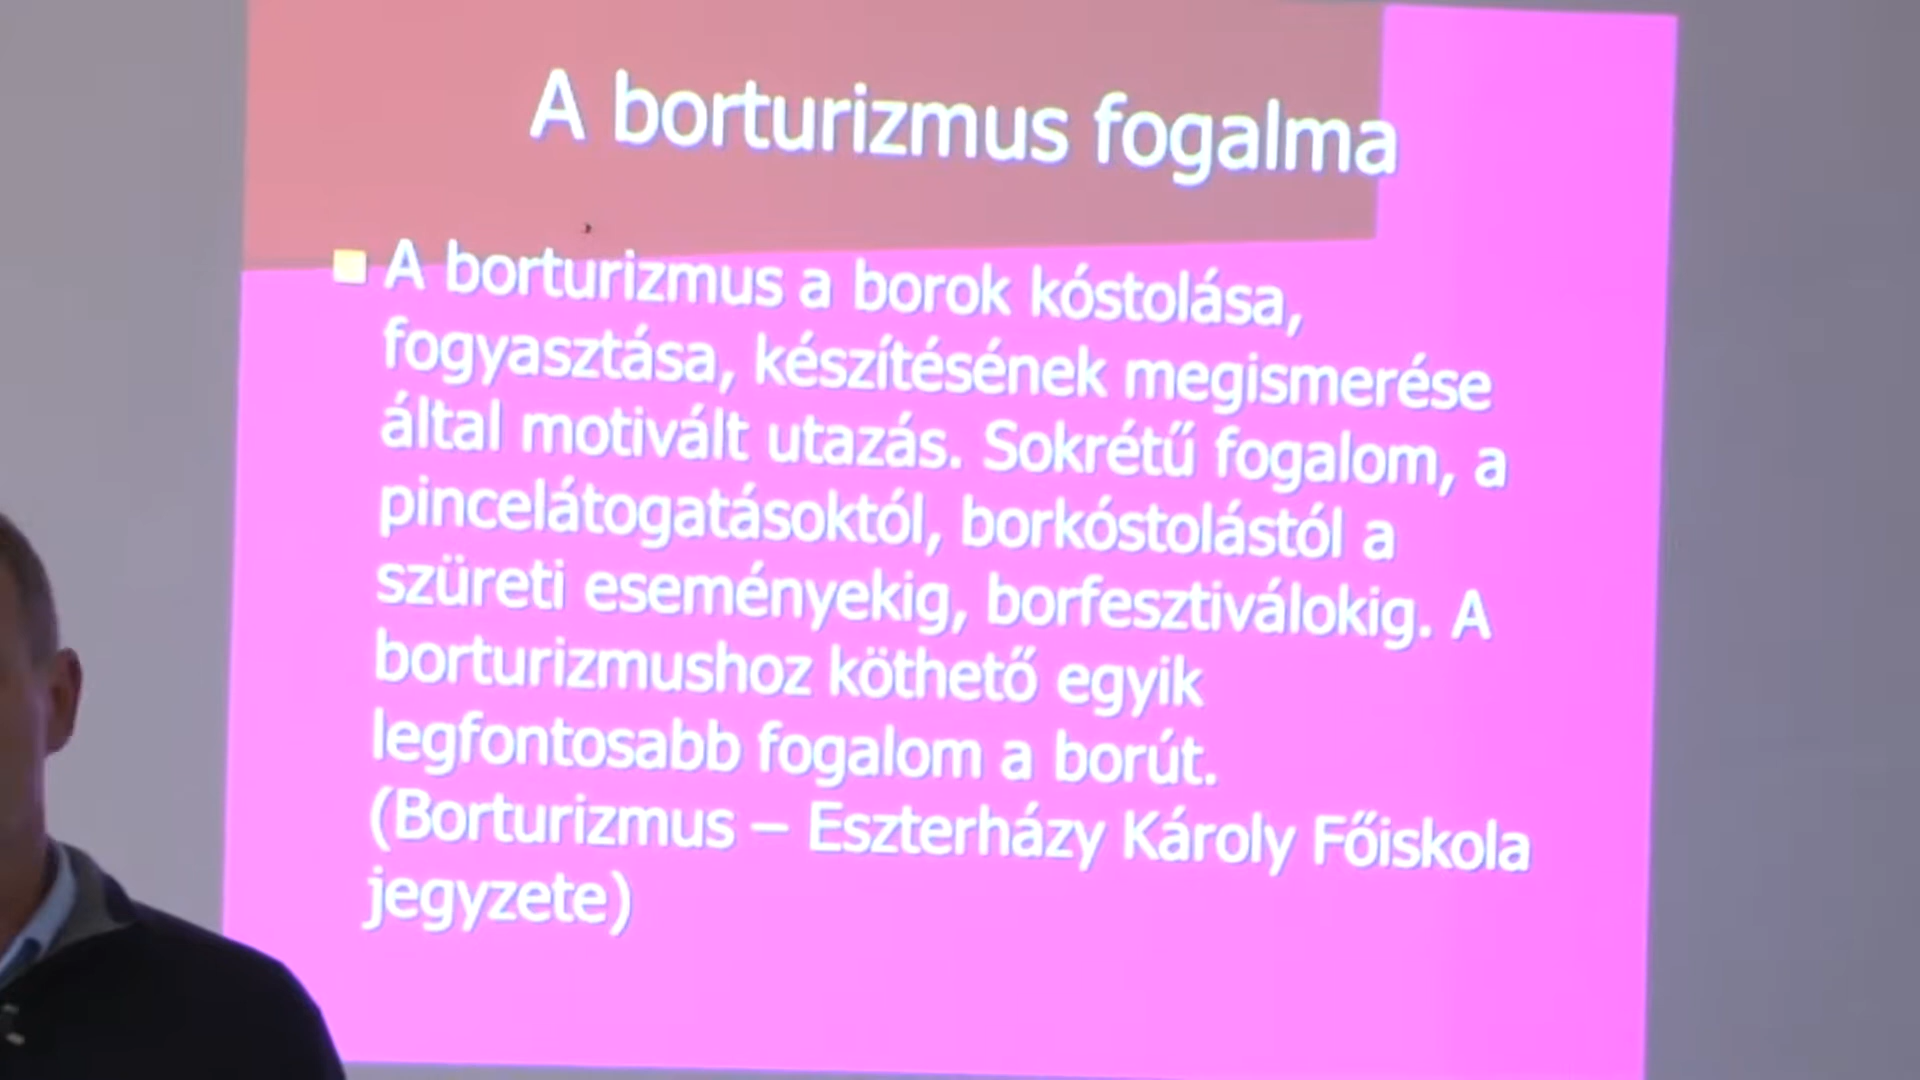 A borturizmus fogalma
A borturizmus a borok kóstolása,
fogyasztása, készítésének megismerése
által motivált utazás. Sokrétű fogalom, a
pincelátogatásoktól, borkóstolástól a
szüreti eseményekig, borfesztiválokig. A
borturizmushoz köthető egyik
legfontosabb fogalom a borút.
(Borturizmus – Eszterházy Károly Főiskola
jegyzete)